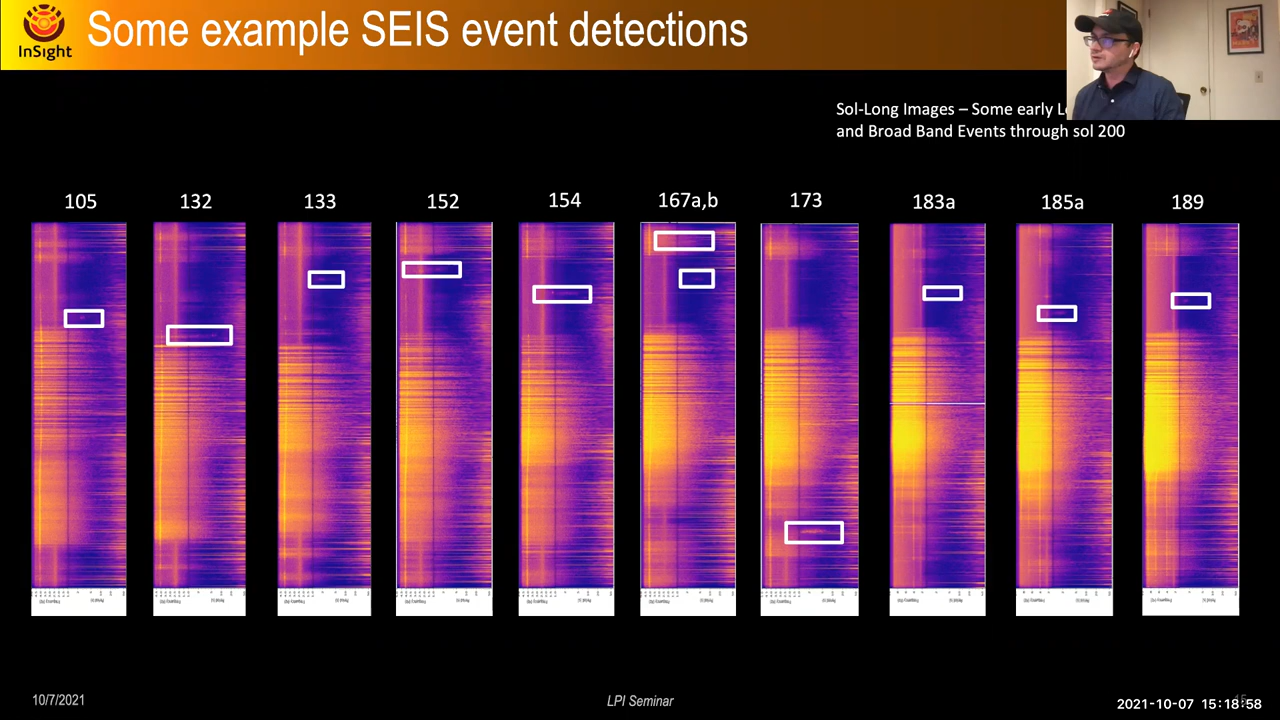 InSight
Some example SEIS event detections
Sol-Long Images – Some early L
and Broad Band Events through sol 200
105 132 133 152 154 167a,b 173 183a 185a 189
10/7/2021
LPI Seminar
2021-10-07 15:18:58